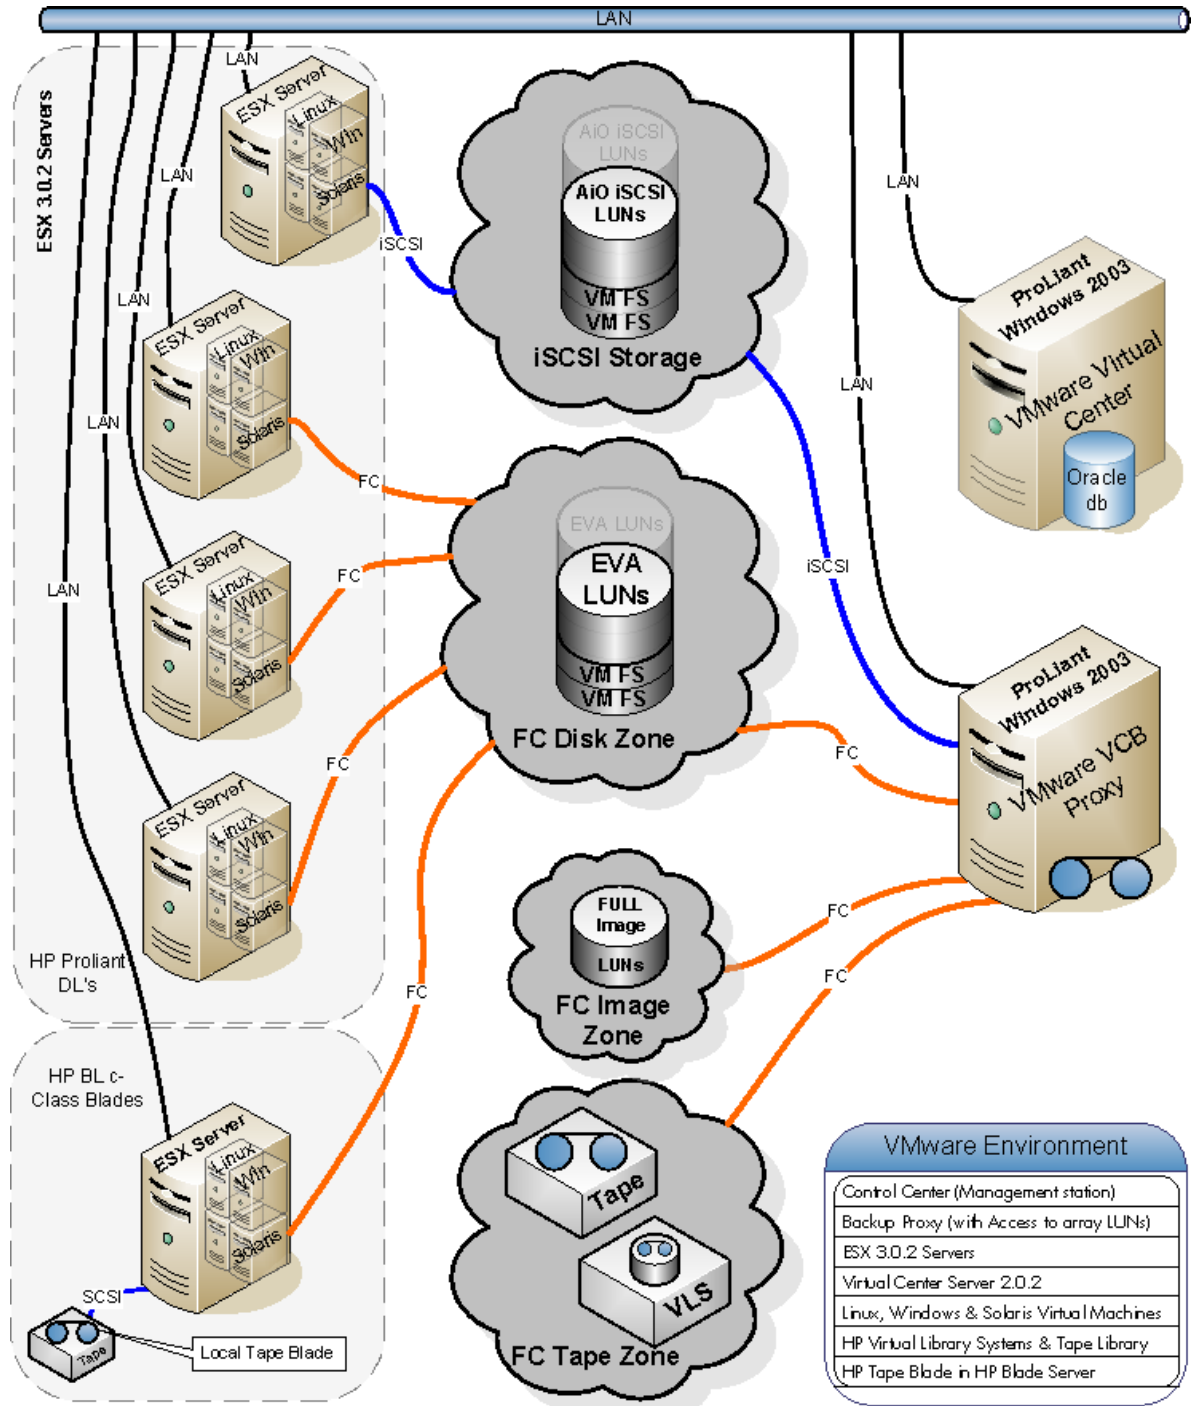 LAN
LAN
LAN
LAN
LAN
LAN
LAN
LAN
ESX 3.0.2 Servers
ESX Server
Linux
Win
Solaris
iSCSI
AiO iSCSI
LUNs
AiO iSCSI
LUNs
VM FS
VM FS
iSCSI Storage
ProLiant
Windows 2003
VMware Virtual
Center
Oracle
db
ESX Server
Linux
Win
Solaris
FC
EVA LUNs
EVA
LUNs
VM FS
VM FS
FC Disk Zone
iSCSI
ESX Server
Linux
Win
Solaris
FC
ProLiant
Windows 2003
VMware VCB
Proxy
ESX Server
Linux
Win
Solaris
FC
FC
HP Proliant
DL's
FULL
Image
LUNs
FC Image
Zone
FC
FC
FC
HP BL c-
Class Blades
ESX Server
Linux
Win
Solaris
SCSI
Tape
Local Tape Blade
Tape
VLS
FC Tape Zone
VMware Environment
Control Center (Management station)
Backup Proxy (with Access to array LUNs)
ESX 3.0.2 Servers
Virtual Center Server 2.0.2
Linux, Windows & Solaris Virtual Machines
HP Virtual Library Systems & Tape Library
HP Tape Blade in HP Blade Server